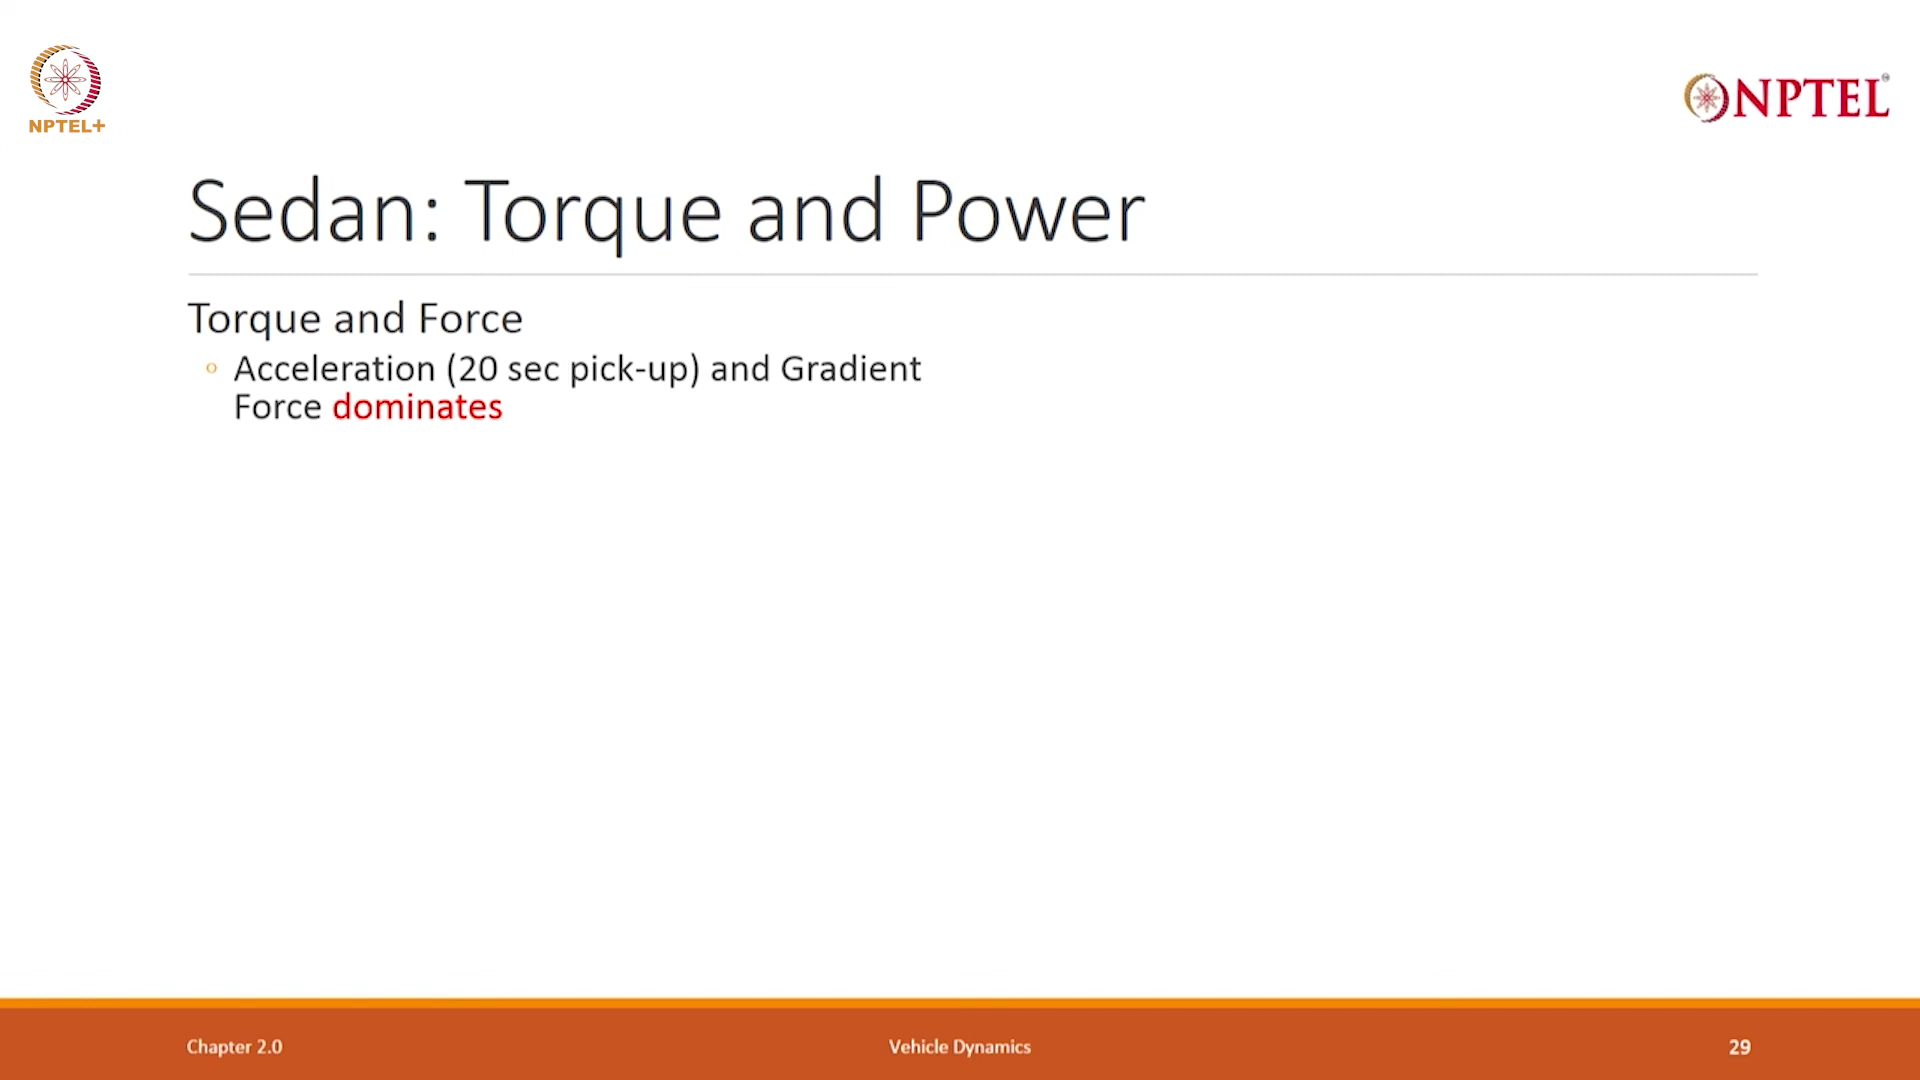 NPTEL+
NPTEL
Sedan: Torque and Power
Torque and Force
Acceleration (20 sec pick-up) and Gradient
Force dominates
Chapter 2.0
Vehicle Dynamics
29